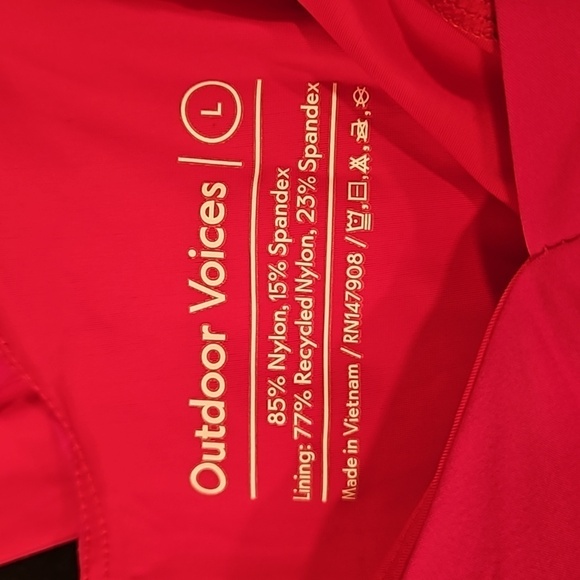 Outdoor Voices | L
85% Nylon, 15% Spandex
Lining: 77% Recycled Nylon, 23% Spandex
Made in Vietnam / RN147908 /